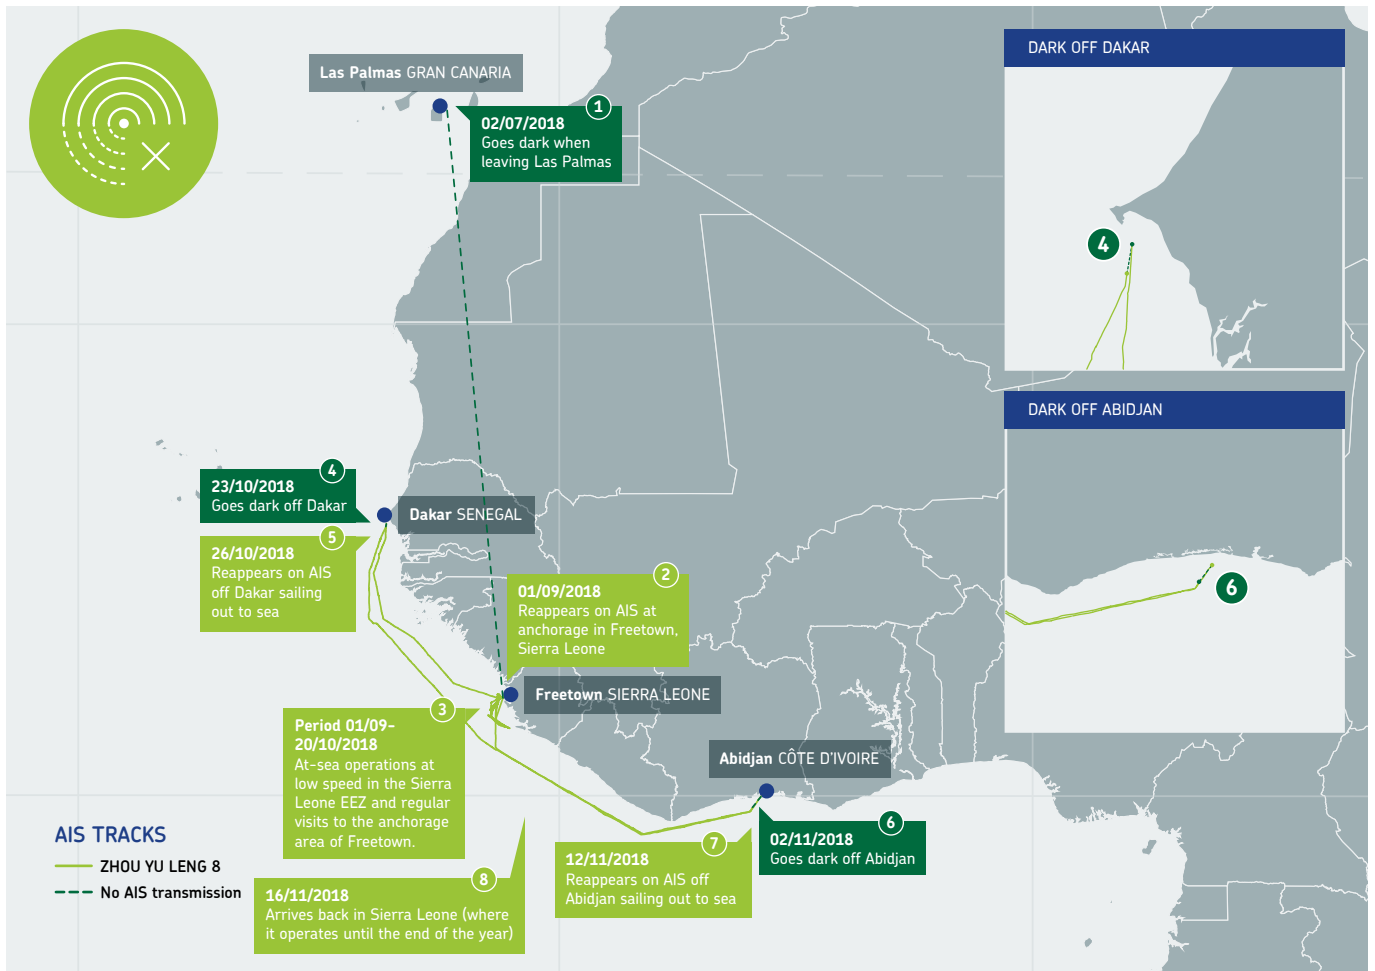 Las Palmas GRAN CANARIA
1
02/07/2018
Goes dark when
leaving Las Palmas
DARK OFF DAKAR
4
DARK OFF ABIDJAN
6
4
23/10/2018
Goes dark off Dakar
Dakar SENEGAL
5
26/10/2018
Reappears on AIS
off Dakar sailing
out to sea
2
01/09/2018
Reappears on AIS at
anchorage in Freetown,
Sierra Leone
Freetown SIERRA LEONE
3
Period 01/09–
20/10/2018
At-sea operations at
low speed in the Sierra
Leone EEZ and regular
visits to the anchorage
area of Freetown.
Abidjan CÔTE D'IVOIRE
6
02/11/2018
Goes dark off Abidjan
7
12/11/2018
Reappears on AIS off
Abidjan sailing out to sea
8
16/11/2018
Arrives back in Sierra Leone (where
it operates until the end of the year)
AIS TRACKS
ZHOU YU LENG 8
No AIS transmission